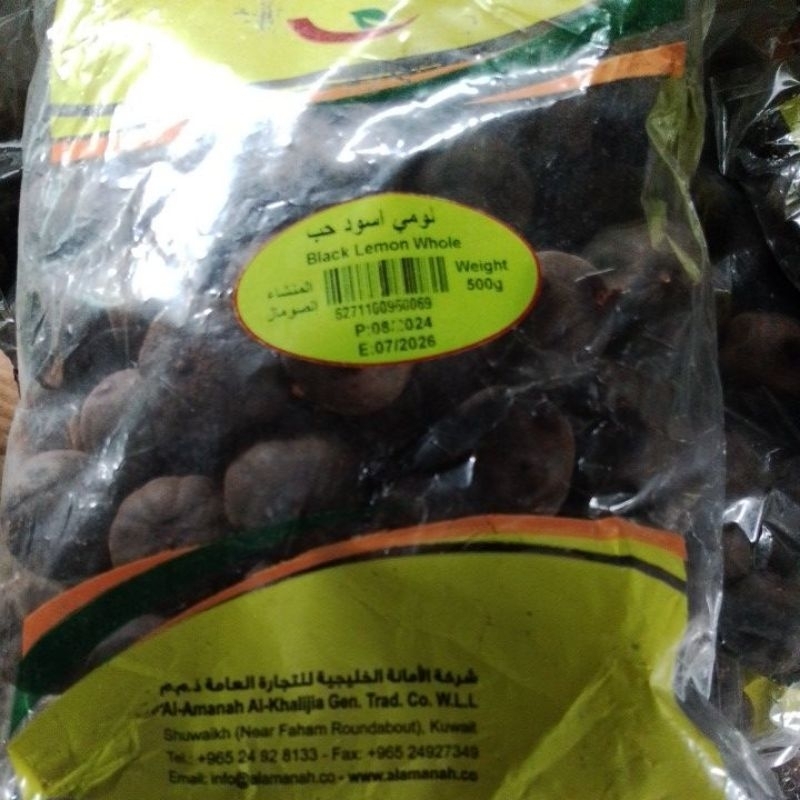 لومي اسود حب
Black Lemon Whole
المنشاء
الصومال
Weight
500g
P:08/2024
E:07/2026
شركة الأمانة الخليجية للتجارة العامة ذ.م.م
Al-Amanah Al-Khalijia Gen. Trad. Co. W.L.L
Shuwaikh (Near Faham Roundabout), Kuwait
Tel.: +965 24 92 8133 - Fax: +965 24927349
Email: info@alamanah.co - www.alamanah.co